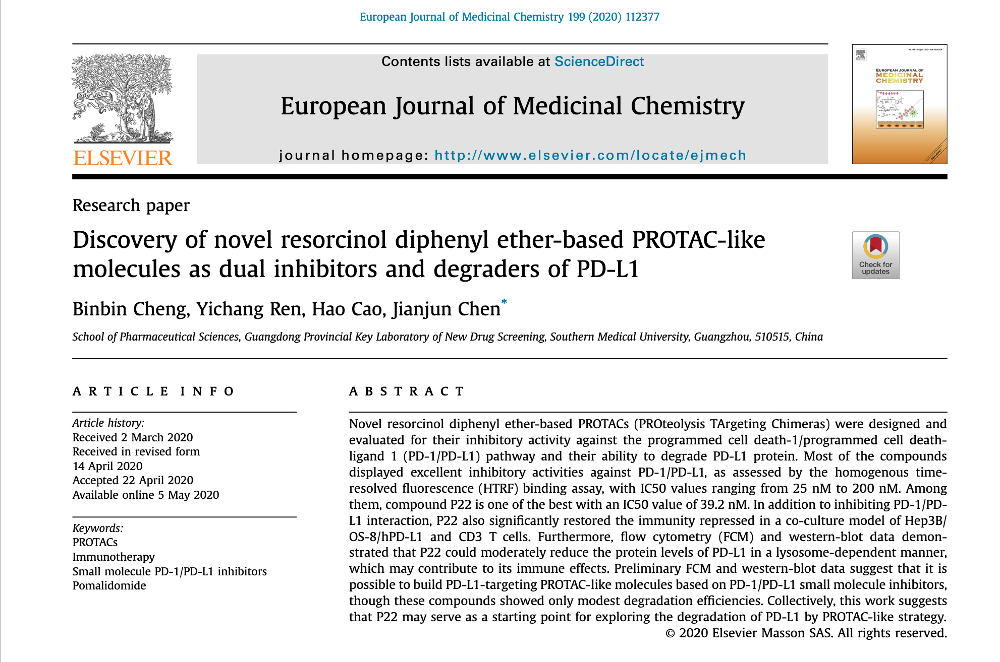 European Journal of Medicinal Chemistry 199 (2020) 112377
Contents lists available at ScienceDirect
European Journal of Medicinal Chemistry
journal homepage: http://www.elsevier.com/locate/ejmech
NON SOLUS
ELSEVIER
ELSEVIER
EUROPEAN JOURNAL OF
MEDICINAL
CHEMISTRY
Research paper
Discovery of novel resorcinol diphenyl ether-based PROTAC-like
molecules as dual inhibitors and degraders of PD-L1
Check for
updates
Binbin Cheng, Yichang Ren, Hao Cao, Jianjun Chen*
School of Pharmaceutical Sciences, Guangdong Provincial Key Laboratory of New Drug Screening, Southern Medical University, Guangzhou, 510515, China
ARTICLE INFO
Article history:
Received 2 March 2020
Received in revised form
14 April 2020
Accepted 22 April 2020
Available online 5 May 2020
Keywords:
PROTACs
Immunotherapy
Small molecule PD-1/PD-L1 inhibitors
Pomalidomide
ABSTRACT
Novel resorcinol diphenyl ether-based PROTACs (PROteolysis TArgeting Chimeras) were designed and
evaluated for their inhibitory activity against the programmed cell death-1/programmed cell death-
ligand 1 (PD-1/PD-L1) pathway and their ability to degrade PD-L1 protein. Most of the compounds
displayed excellent inhibitory activities against PD-1/PD-L1, as assessed by the homogenous time-
resolved fluorescence (HTRF) binding assay, with IC50 values ranging from 25 nM to 200 nM. Among
them, compound P22 is one of the best with an IC50 value of 39.2 nM. In addition to inhibiting PD-1/PD-
L1 interaction, P22 also significantly restored the immunity repressed in a co-culture model of Hep3B/
OS-8/hPD-L1 and CD3 T cells. Furthermore, flow cytometry (FCM) and western-blot data demon-
strated that P22 could moderately reduce the protein levels of PD-L1 in a lysosome-dependent manner,
which may contribute to its immune effects. Preliminary FCM and western-blot data suggest that it is
possible to build PD-L1-targeting PROTAC-like molecules based on PD-1/PD-L1 small molecule inhibitors,
though these compounds showed only modest degradation efficiencies. Collectively, this work suggests
that P22 may serve as a starting point for exploring the degradation of PD-L1 by PROTAC-like strategy.
© 2020 Elsevier Masson SAS. All rights reserved.